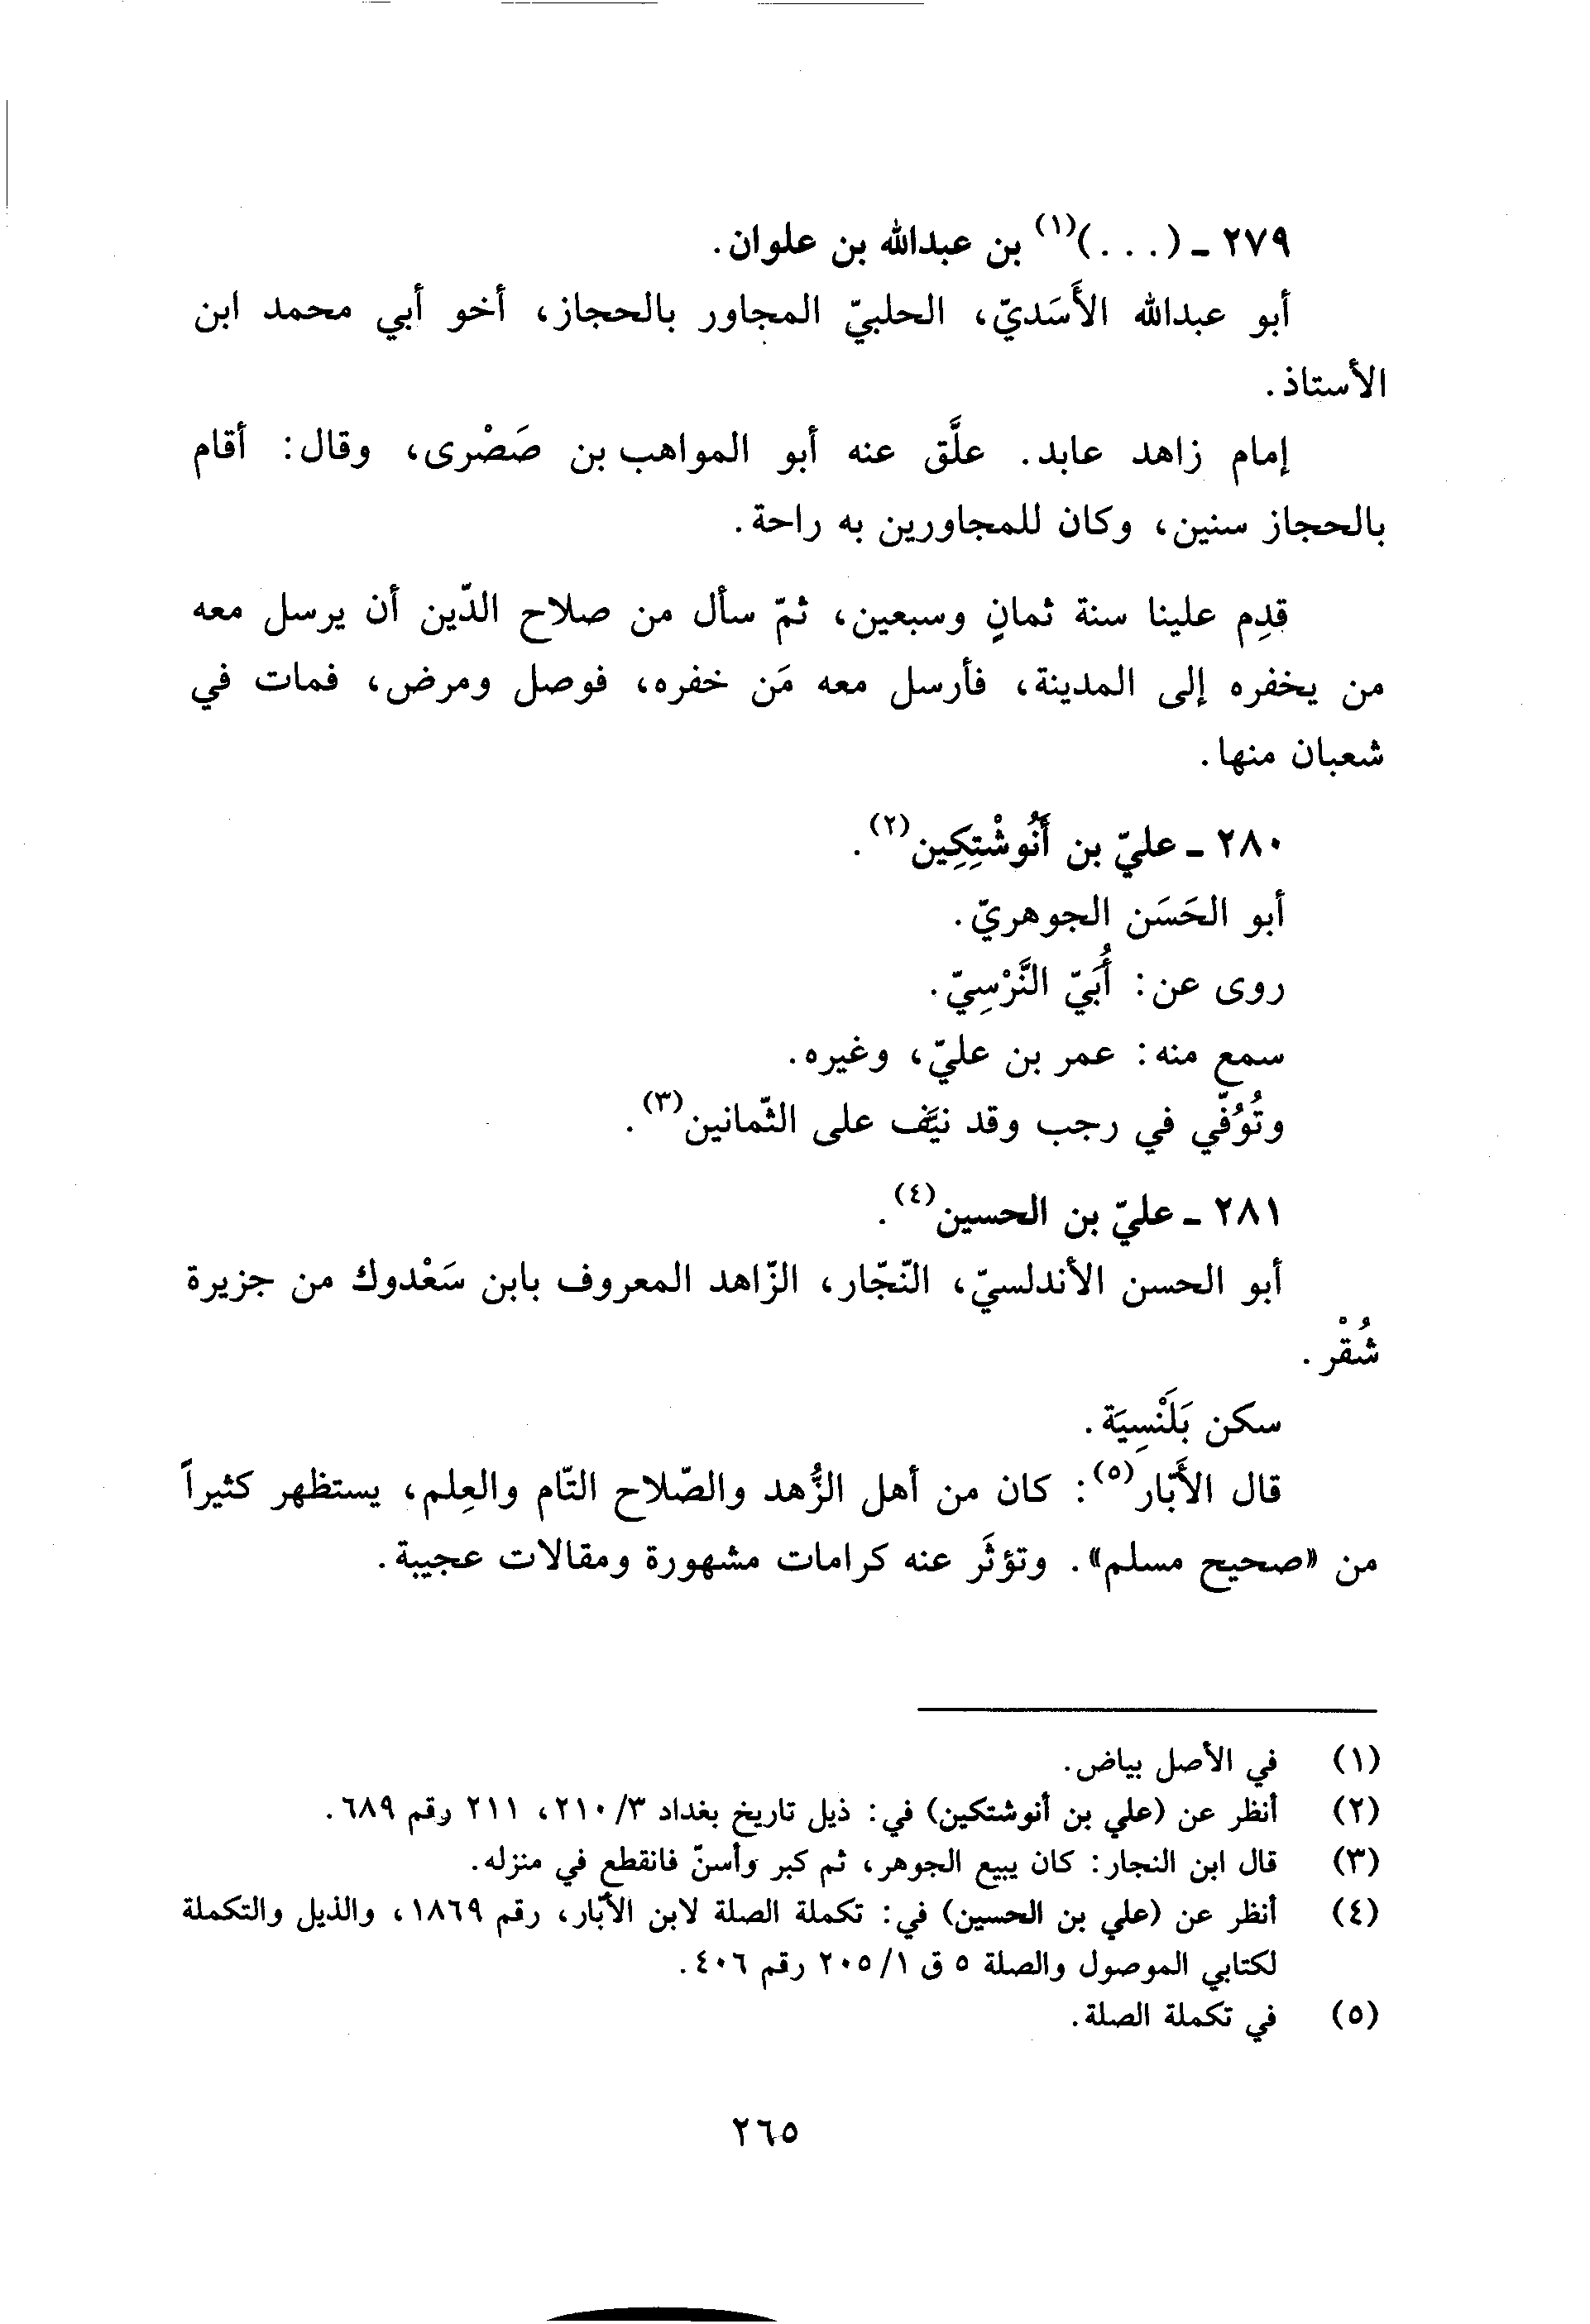 ٢٧٩ ـ (. . .)(١) بن عبدالله بن علوان.
أبو عبدالله الأَسَديّ، الحلبيّ المجاور بالحجاز، أخو أبي محمد ابن
الأستاذ.
إمام زاهد عابد. علَّق عنه أبو المواهب بن صَصْرى، وقال: أقام
بالحجاز سنين، وكان للمجاورين به راحة.
قدِم علينا سنة ثمانٍ وسبعين، ثمّ سأل من صلاح الدّين أن يرسل معه
من يخفره إلى المدينة، فأرسل معه مَن خفره، فوصل ومرض، فمات في
شعبان منها.
٢٨٠ ـ عليّ بن أَنُوشْتِكِين(٢).
أبو الحَسَن الجوهريّ.
روى عن: أُبَيّ النَّرْسِيّ.
سمع منه: عمر بن عليّ، وغيره.
وتُوُفّي في رجب وقد نيَّف على الثّمانين(٣).
٢٨١ ـ عليّ بن الحسين(٤).
أبو الحسن الأندلسيّ، النّجّار، الزّاهد المعروف بابن سَعْدوك من جزيرة
شُقْر.
سكن بَلَنْسِيَة.
قال الأَبّار(٥): كان من أهل الزُّهد والصّلاح التّام والعِلم، يستظهر كثيراً
من «صحيح مسلم». وتؤثَر عنه كرامات مشهورة ومقالات عجيبة.
(١) في الأصل بياض.
(٢) أنظر عن (علي بن أنوشتكين) في: ذيل تاريخ بغداد ٢١٠/٣، ٢١١ رقم ٦٨٩.
(٣) قال ابن النجار: كان يبيع الجوهر، ثم كبر وأسنّ فانقطع في منزله.
(٤) أنظر عن (علي بن الحسين) في: تكملة الصلة لابن الأبّار، رقم ١٨٦٩، والذيل والتكملة
لكتابي الموصول والصلة ٥ ق ٢٠٥/١ رقم ٤٠٦.
(٥) في تكملة الصلة.
٢٦٥